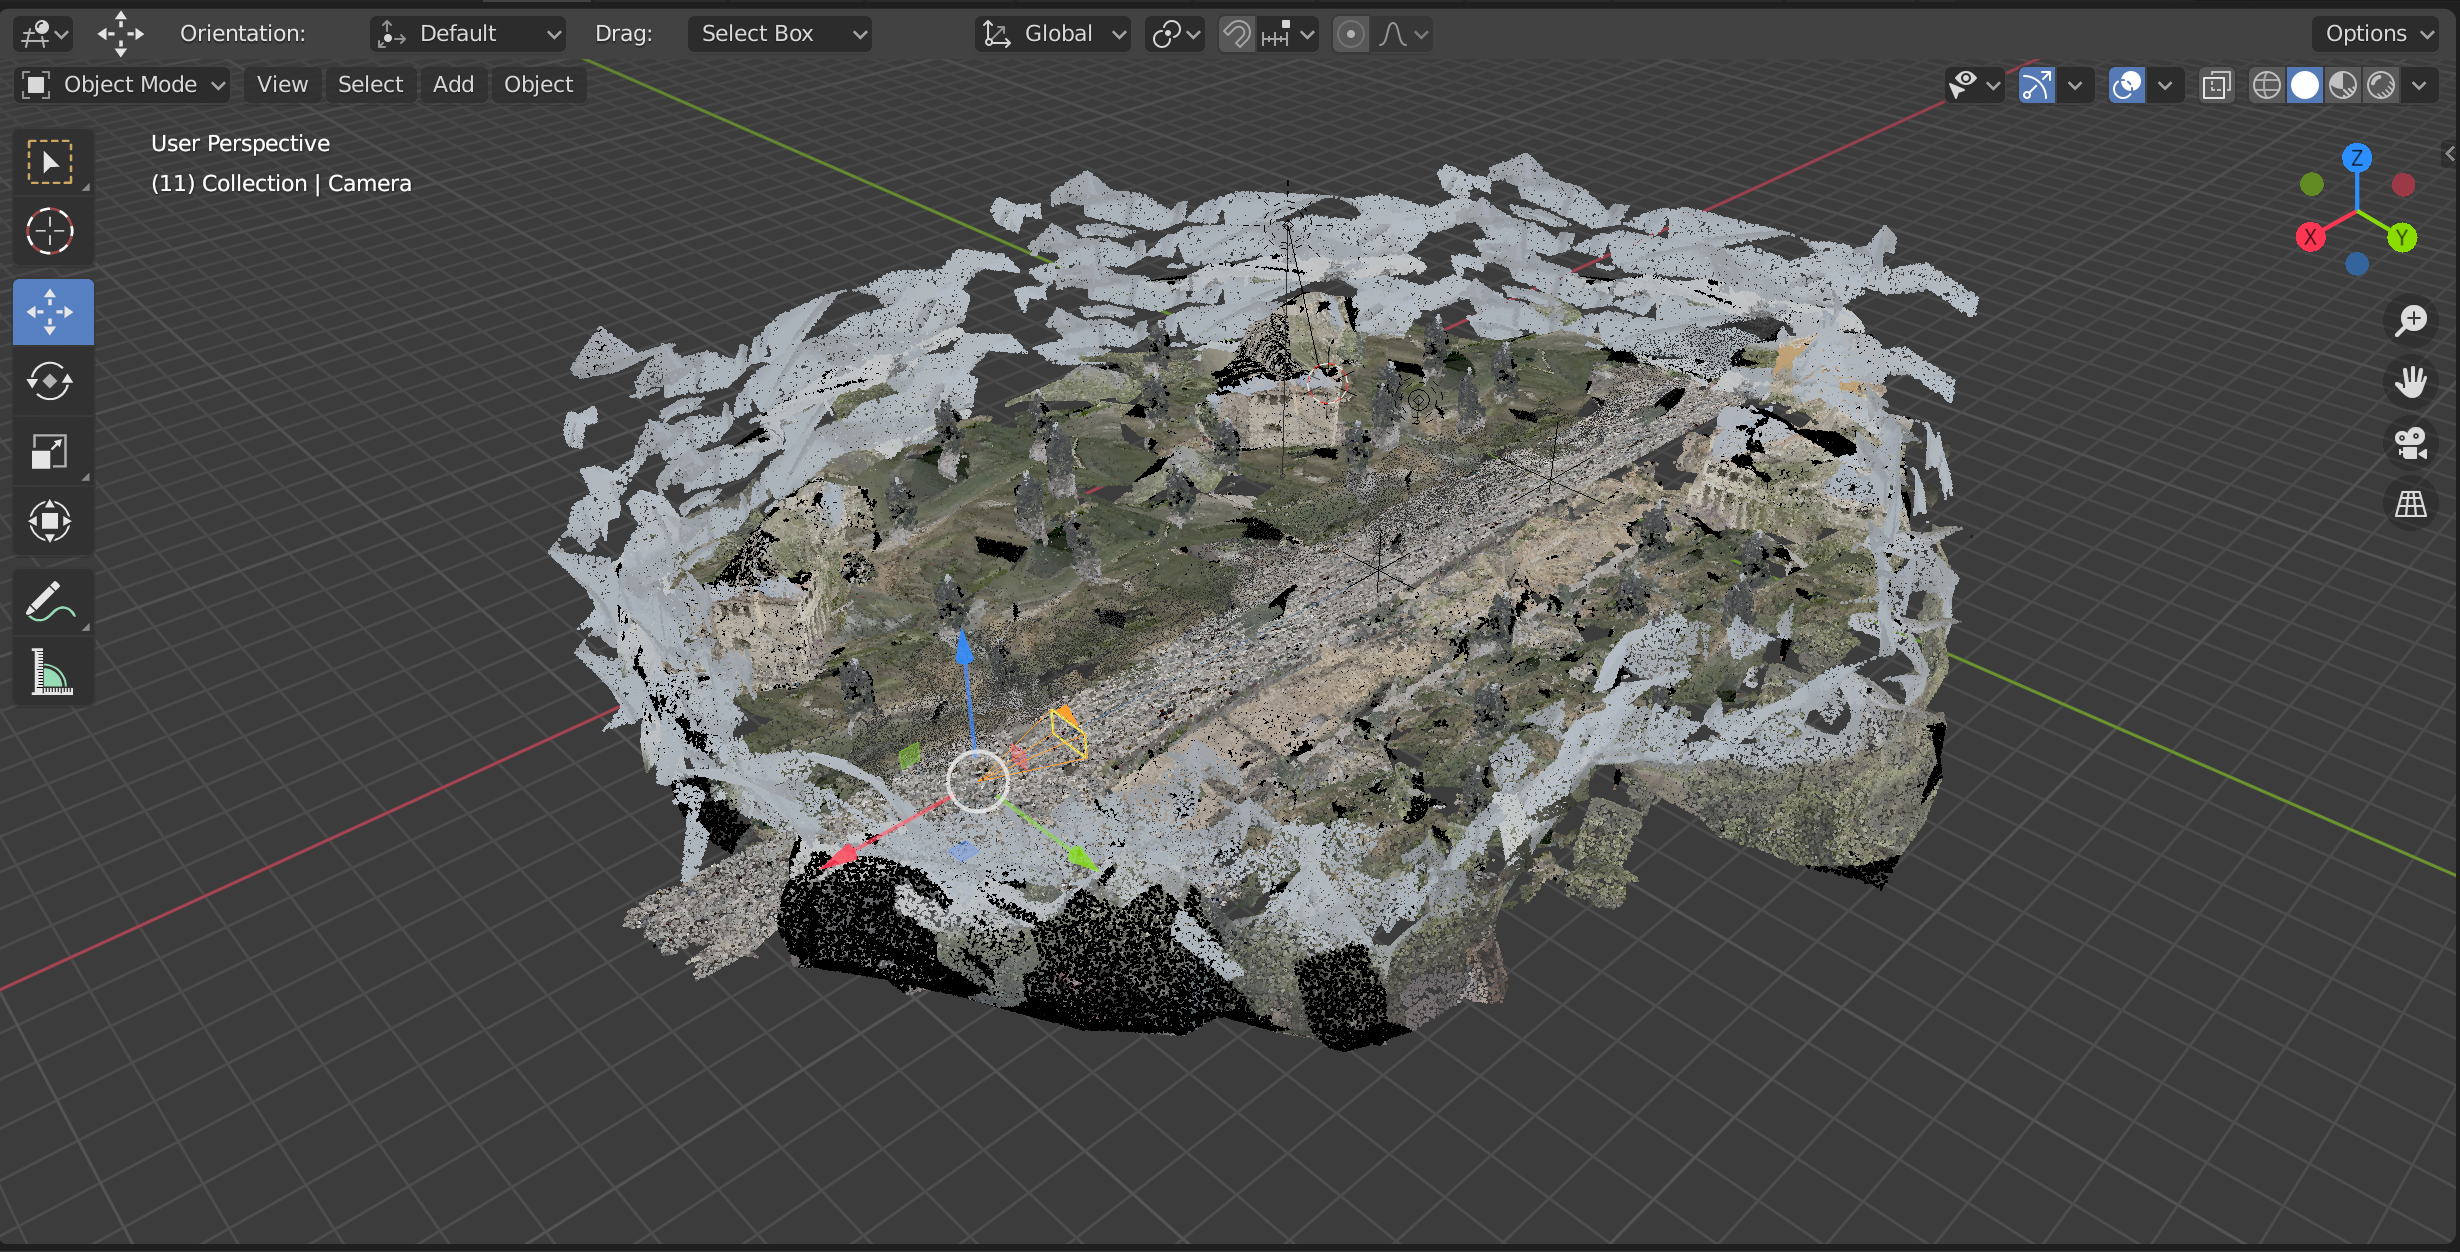 Orientation:
Default
Drag:
Select Box
Global
Options
Object Mode
View
Select
Add
Object
User Perspective
(11) Collection | Camera
Z
X
Y